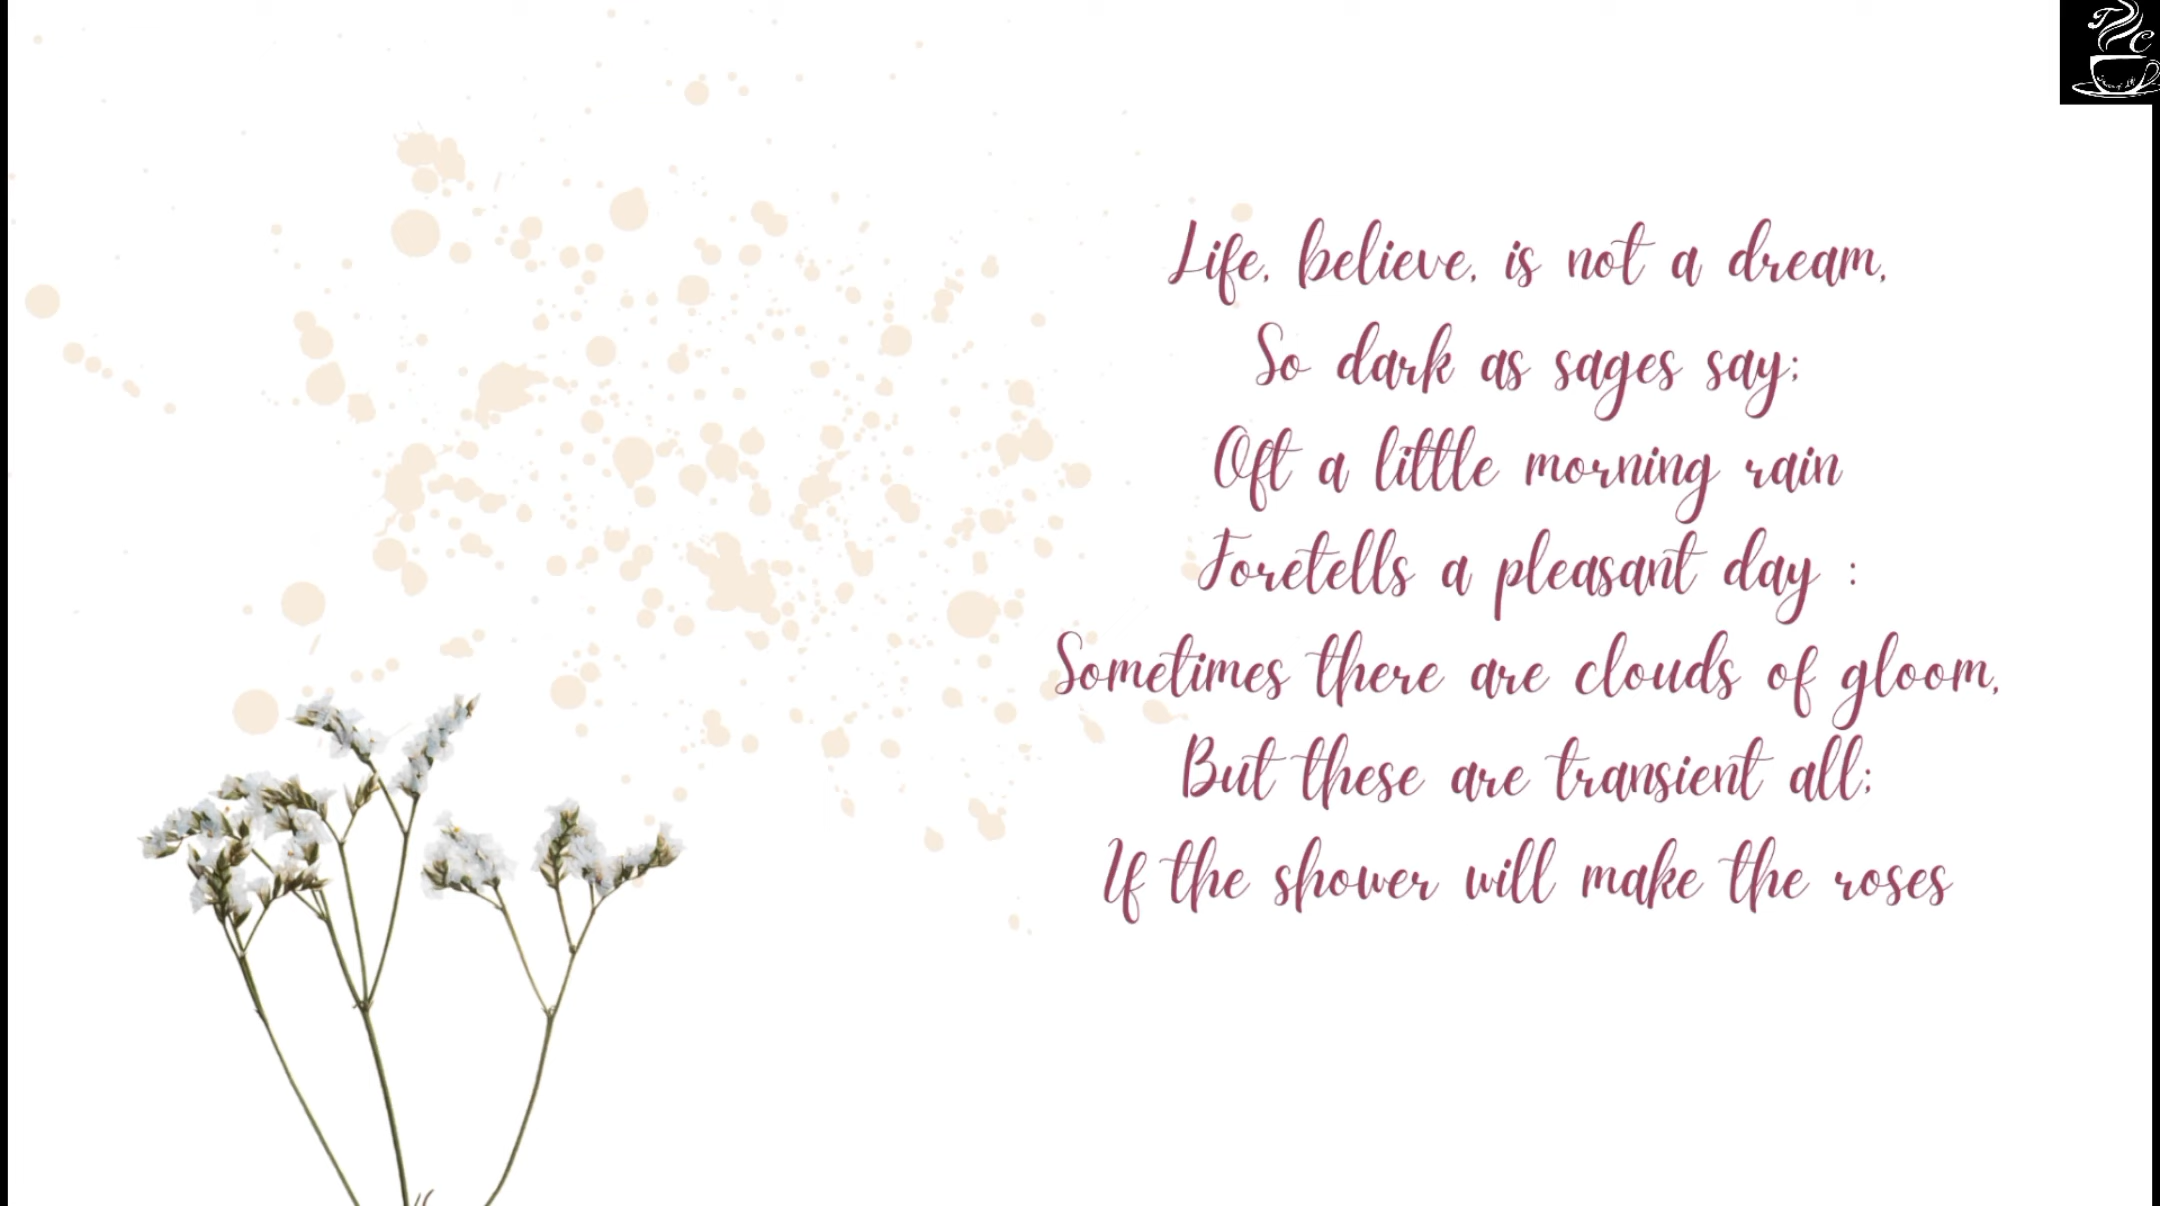 T
C
Life, believe, is not a dream,
So dark as sages say;
Oft a little morning rain
Foretells a pleasant day :
Sometimes there are clouds of gloom,
But these are transient all;
If the shower will make the roses